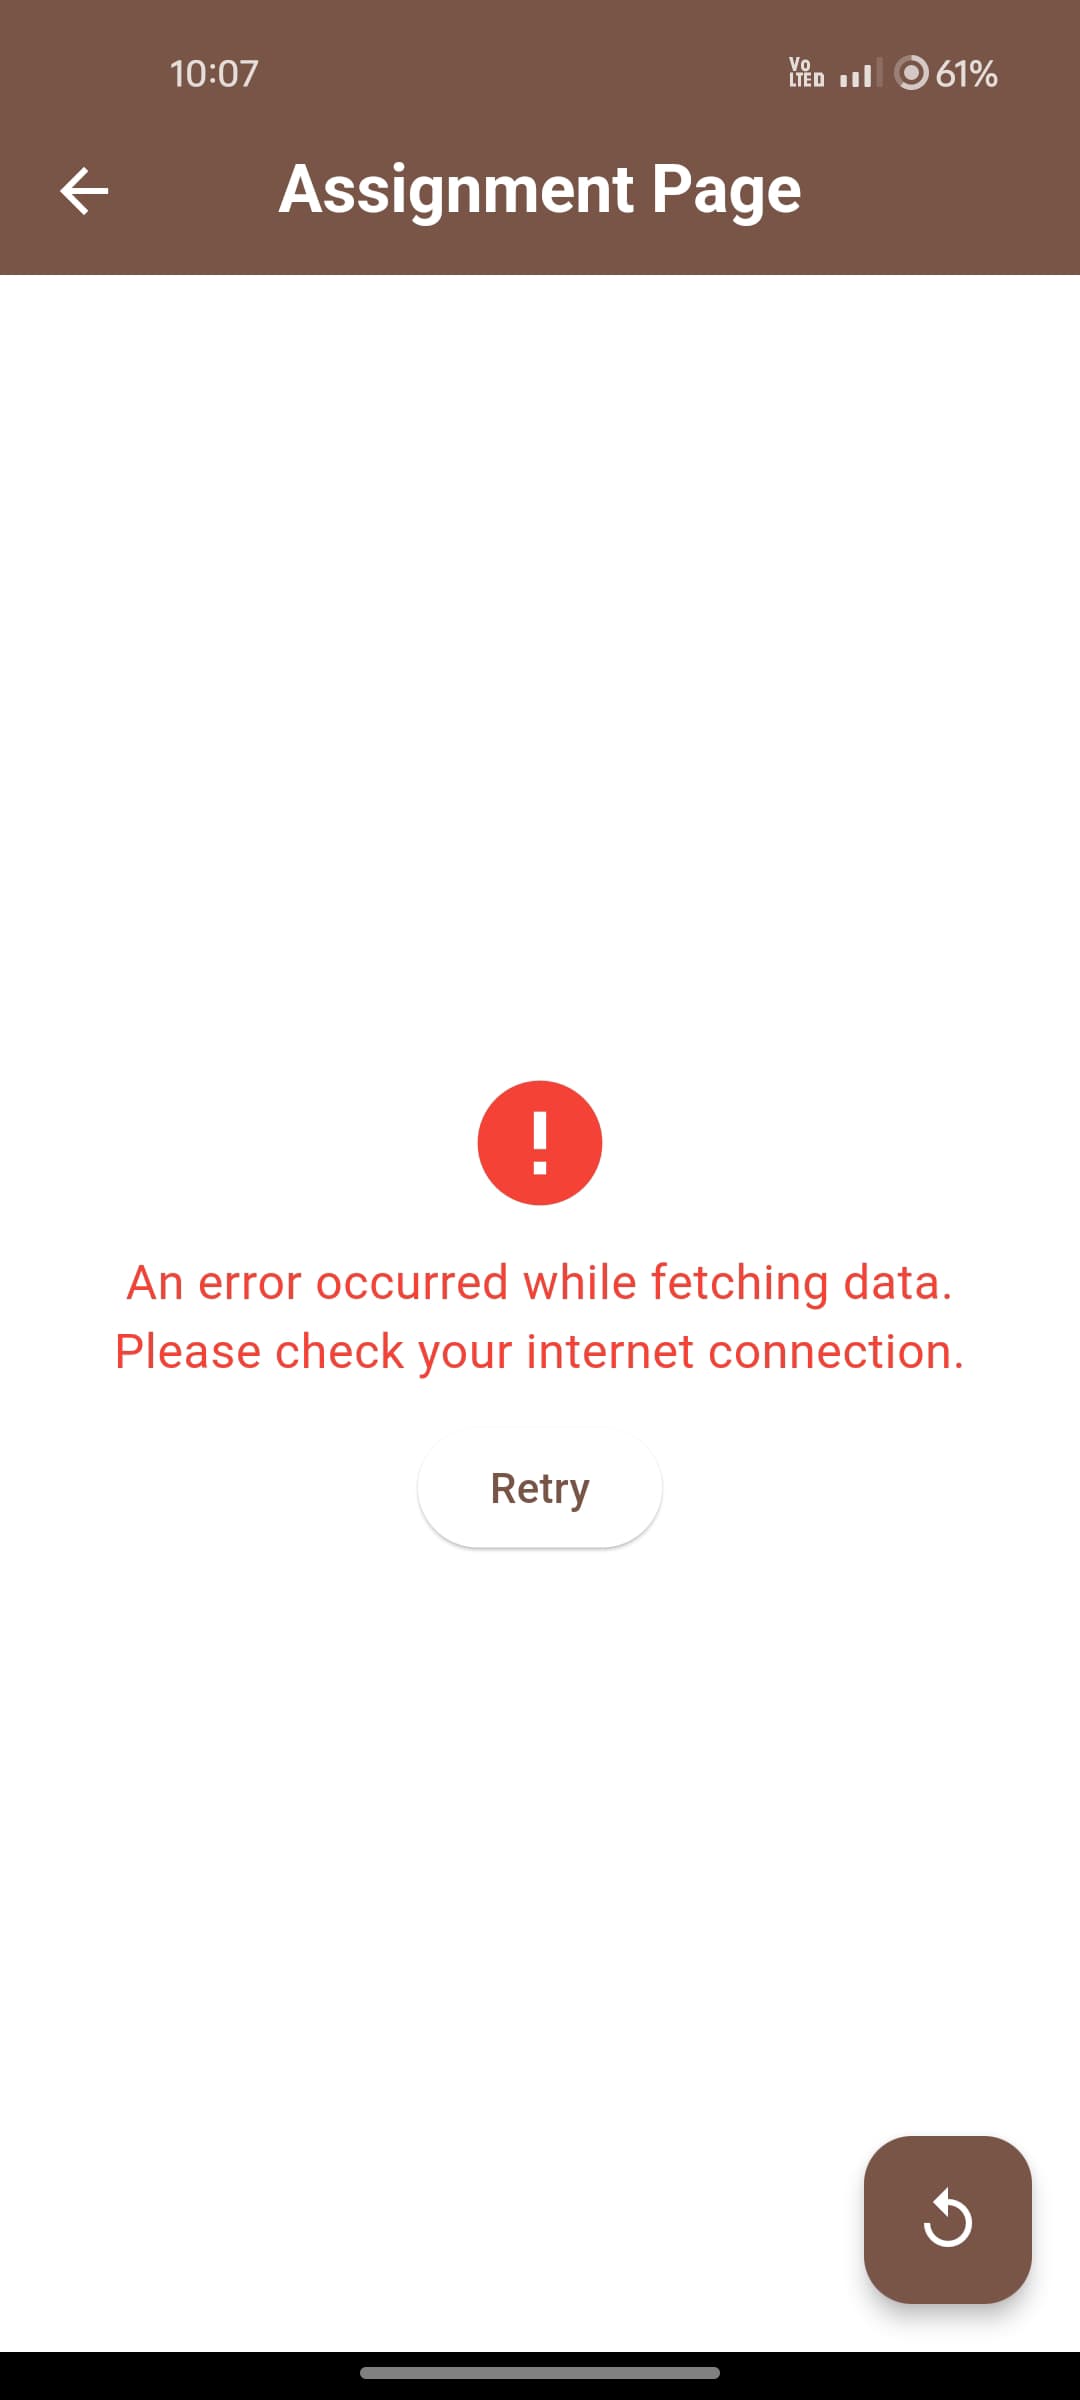 10:07
Vo
LTE
61%
Assignment Page
An error occurred while fetching data.
Please check your internet connection.
Retry